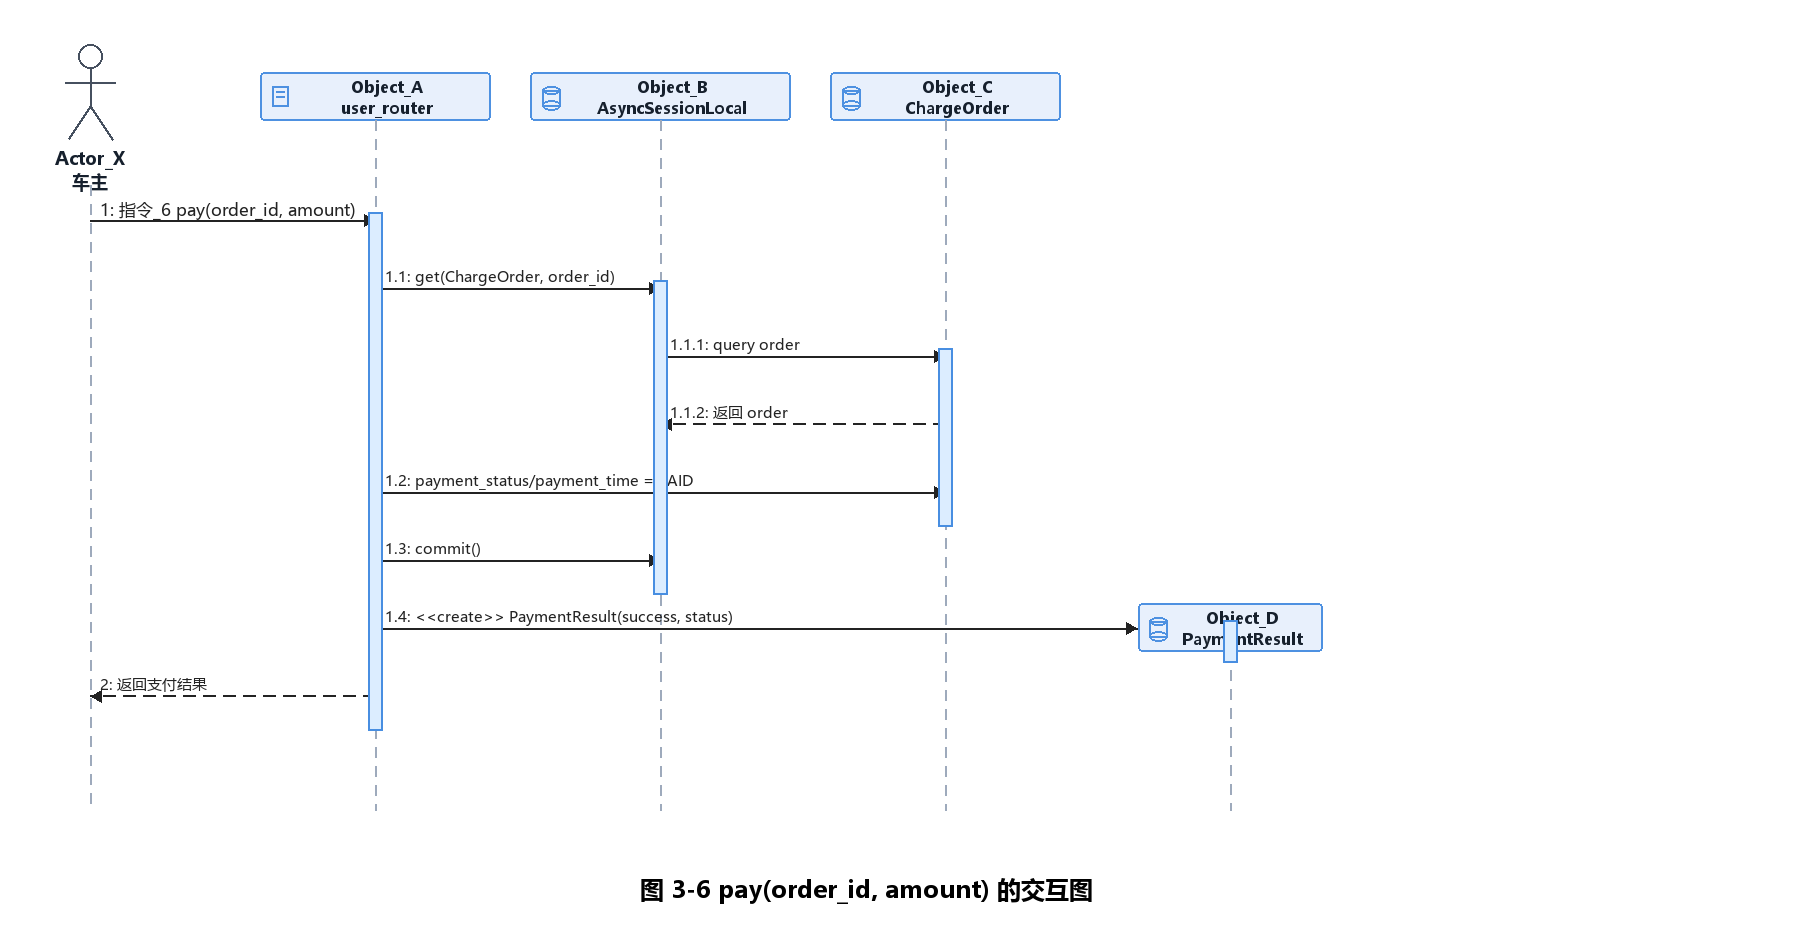 Actor_X
车主
Object_A
user_router
Object_B
AsyncSessionLocal
Object_C
ChargeOrder
1: 指令_6 pay(order_id, amount)
1.1: get(ChargeOrder, order_id)
1.1.1: query order
1.1.2: 返回 order
1.2: payment_status/payment_time = AID
1.3: commit()
1.4: <<create>> PaymentResult(success, status)
Object_D
PaymentResult
2: 返回支付结果
图 3-6 pay(order_id, amount) 的交互图